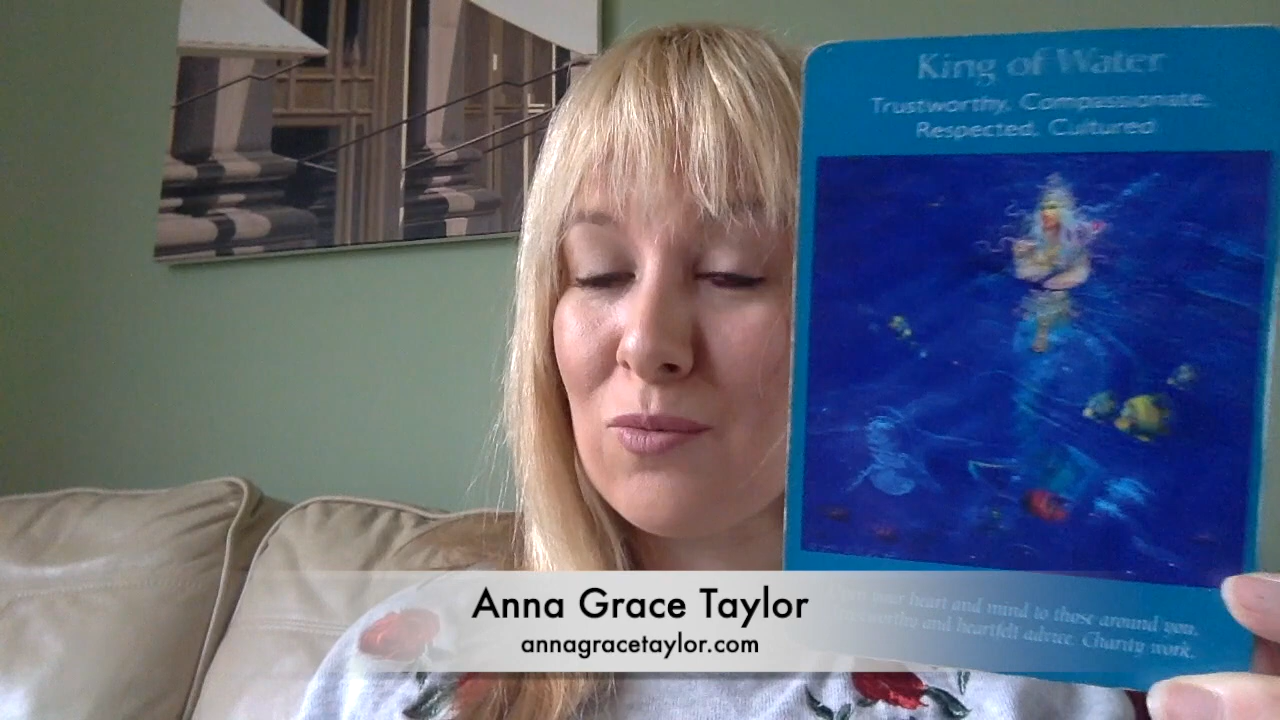 King of Water
Trustworthy. Compassionate.
Respected. Cultured
Open your heart and mind to those around you.
and heartfelt advice. Charity work.
Anna Grace Taylor
annagracetaylor.com